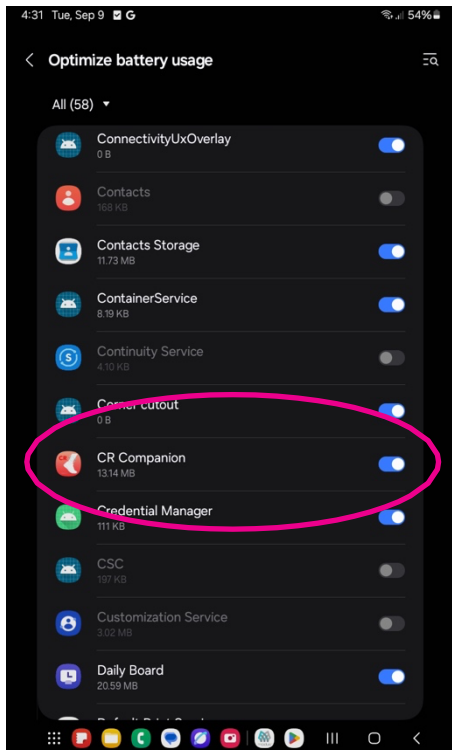 4:31 Tue, Sep 9 G 54%
Optimize battery usage
All (58)
ConnectivityUxOverlay
0 B
Contacts
168 KB
Contacts Storage
11.73 MB
ContainerService
8.19 KB
Continuity Service
4.10 KB
Corner cutout
0 B
CR Companion
13.14 MB
Credential Manager
111 KB
CSC
197 KB
Customization Service
3.02 MB
Daily Board
20.59 MB